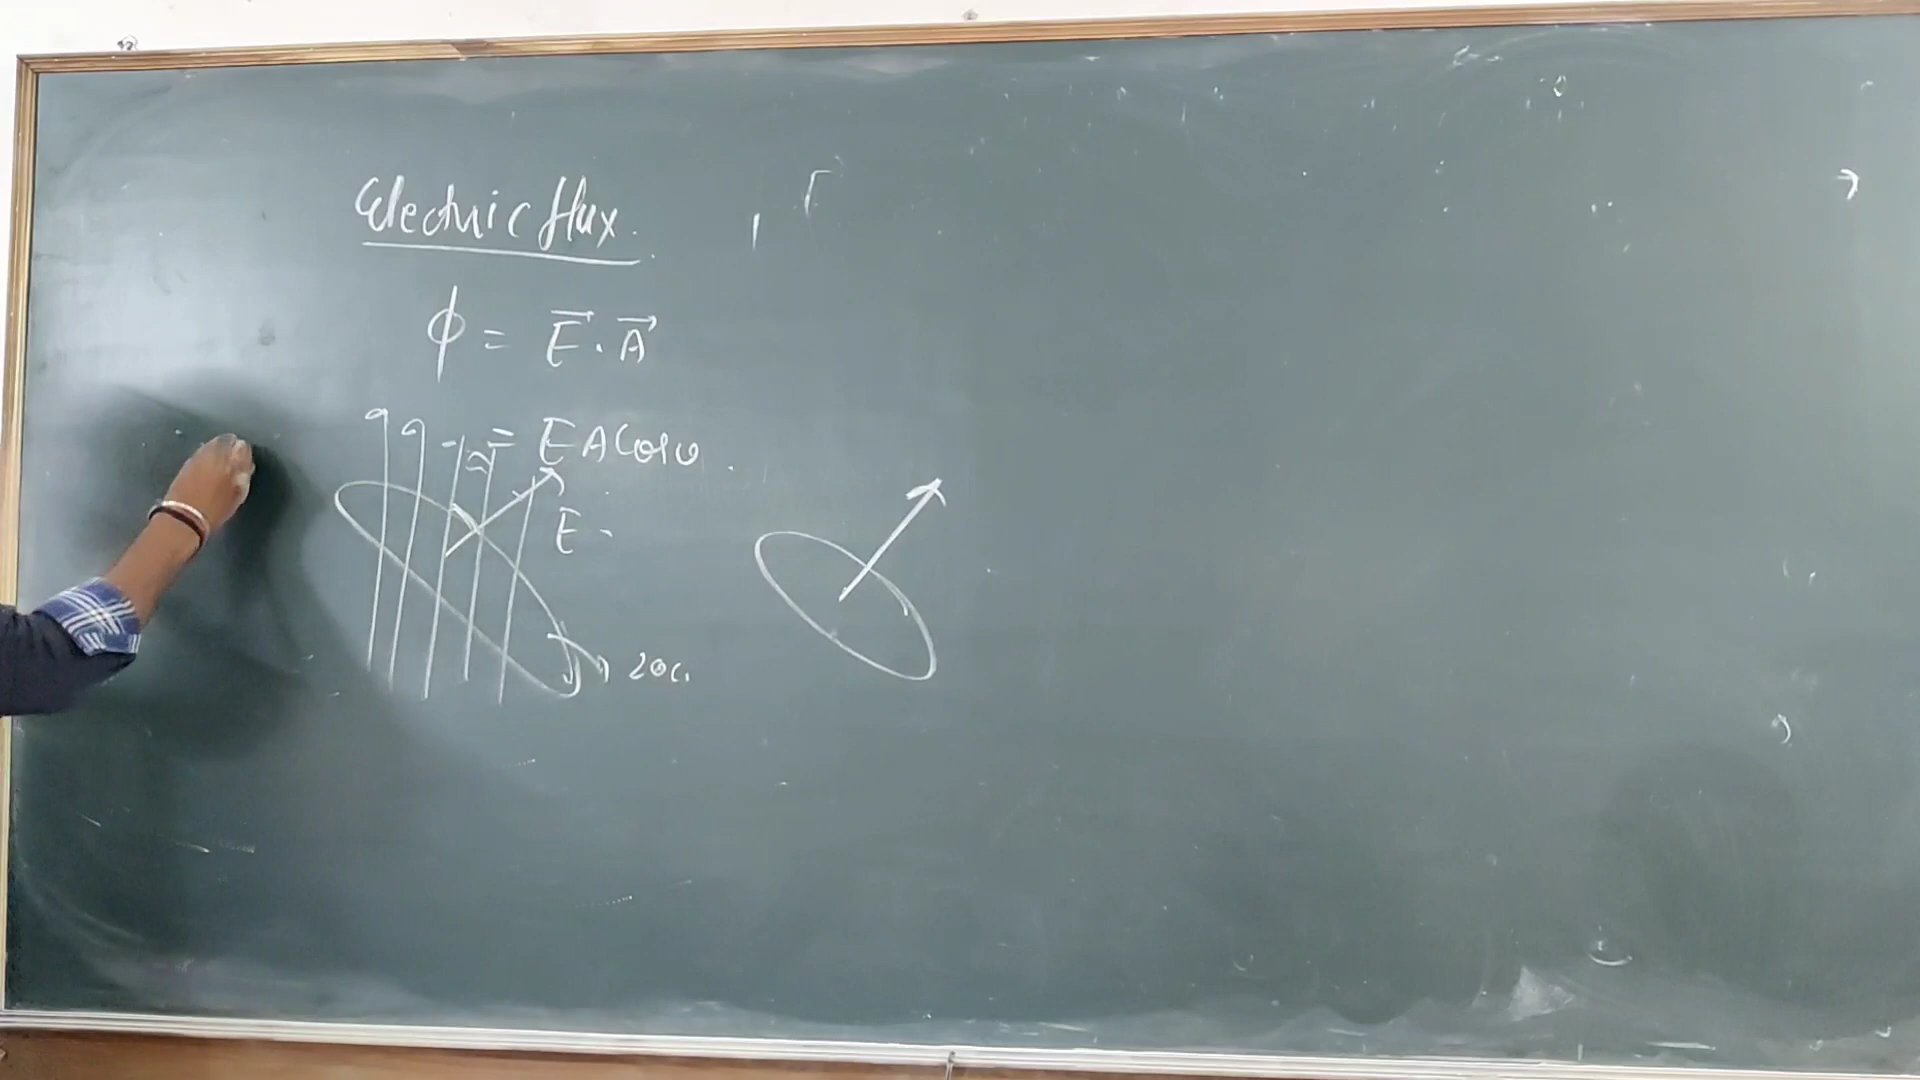 Electric flux.
ϕ = E⃗ . A⃗
= EA Cosθ.
E